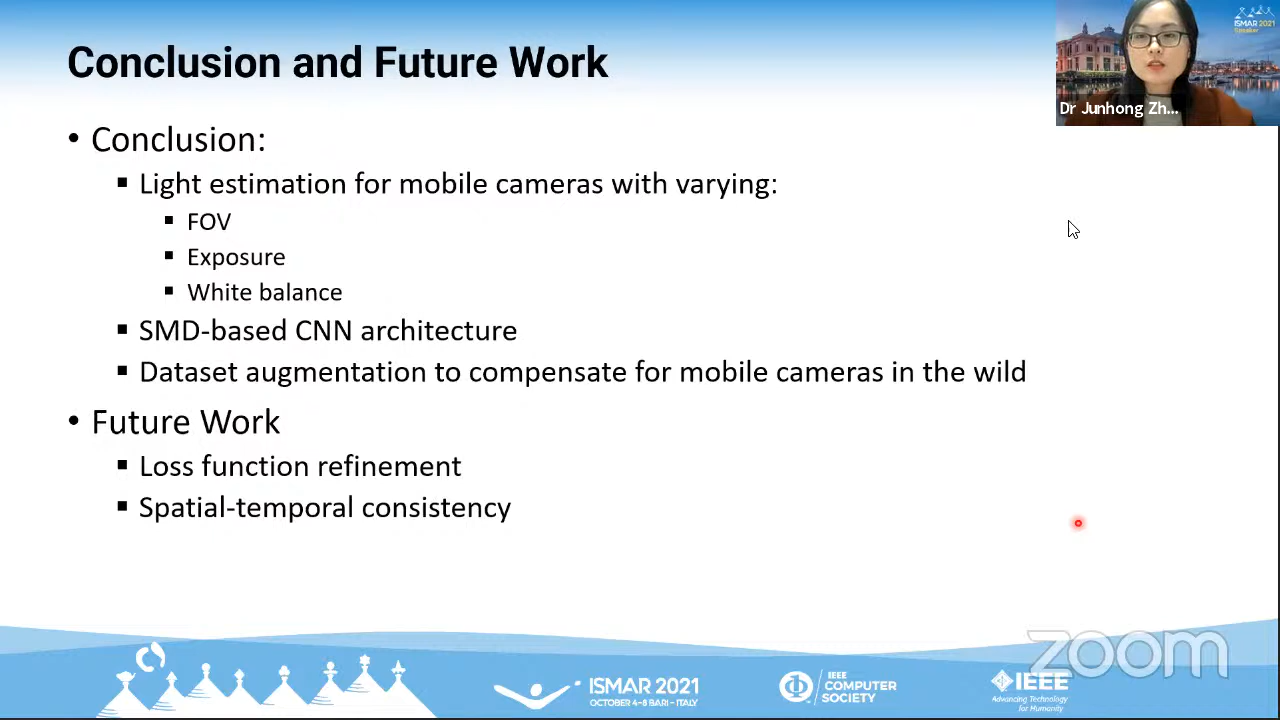 Conclusion and Future Work
ISMAR 2021
Speaker
Dr Junhong Zh...
• Conclusion:
▪ Light estimation for mobile cameras with varying:
▪ FOV
▪ Exposure
▪ White balance
▪ SMD-based CNN architecture
▪ Dataset augmentation to compensate for mobile cameras in the wild
• Future Work
▪ Loss function refinement
▪ Spatial-temporal consistency
zoom
ISMAR 2021
OCTOBER 4-8 BARI - ITALY
IEEE
COMPUTER
SOCIETY
IEEE
Advancing Technology
for Humanity